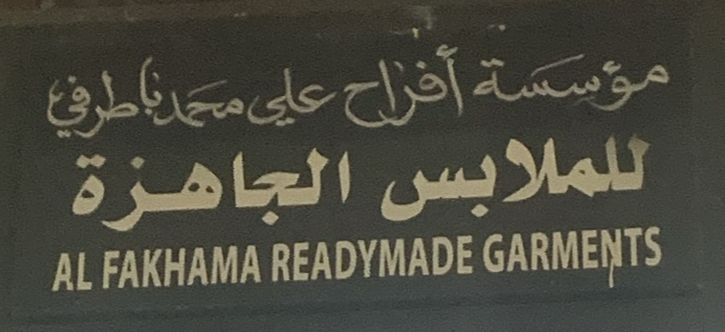 مؤسسة أفراح علي محمد باطرفي
للملابس الجاهزة
AL FAKHAMA READYMADE GARMENTS